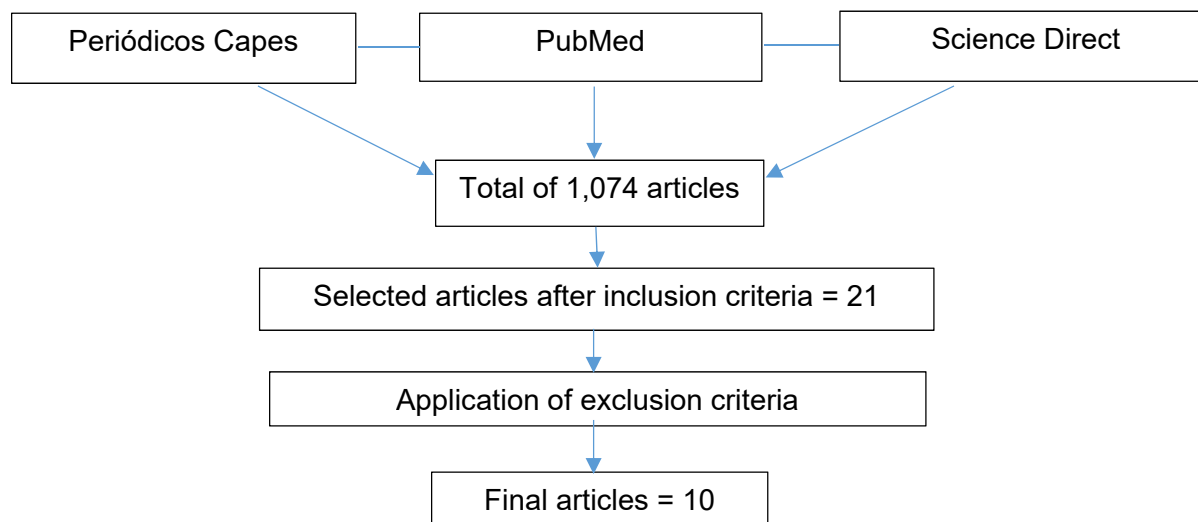 Periódicos Capes
PubMed
Science Direct
Total of 1,074 articles
Selected articles after inclusion criteria = 21
Application of exclusion criteria
Final articles = 10